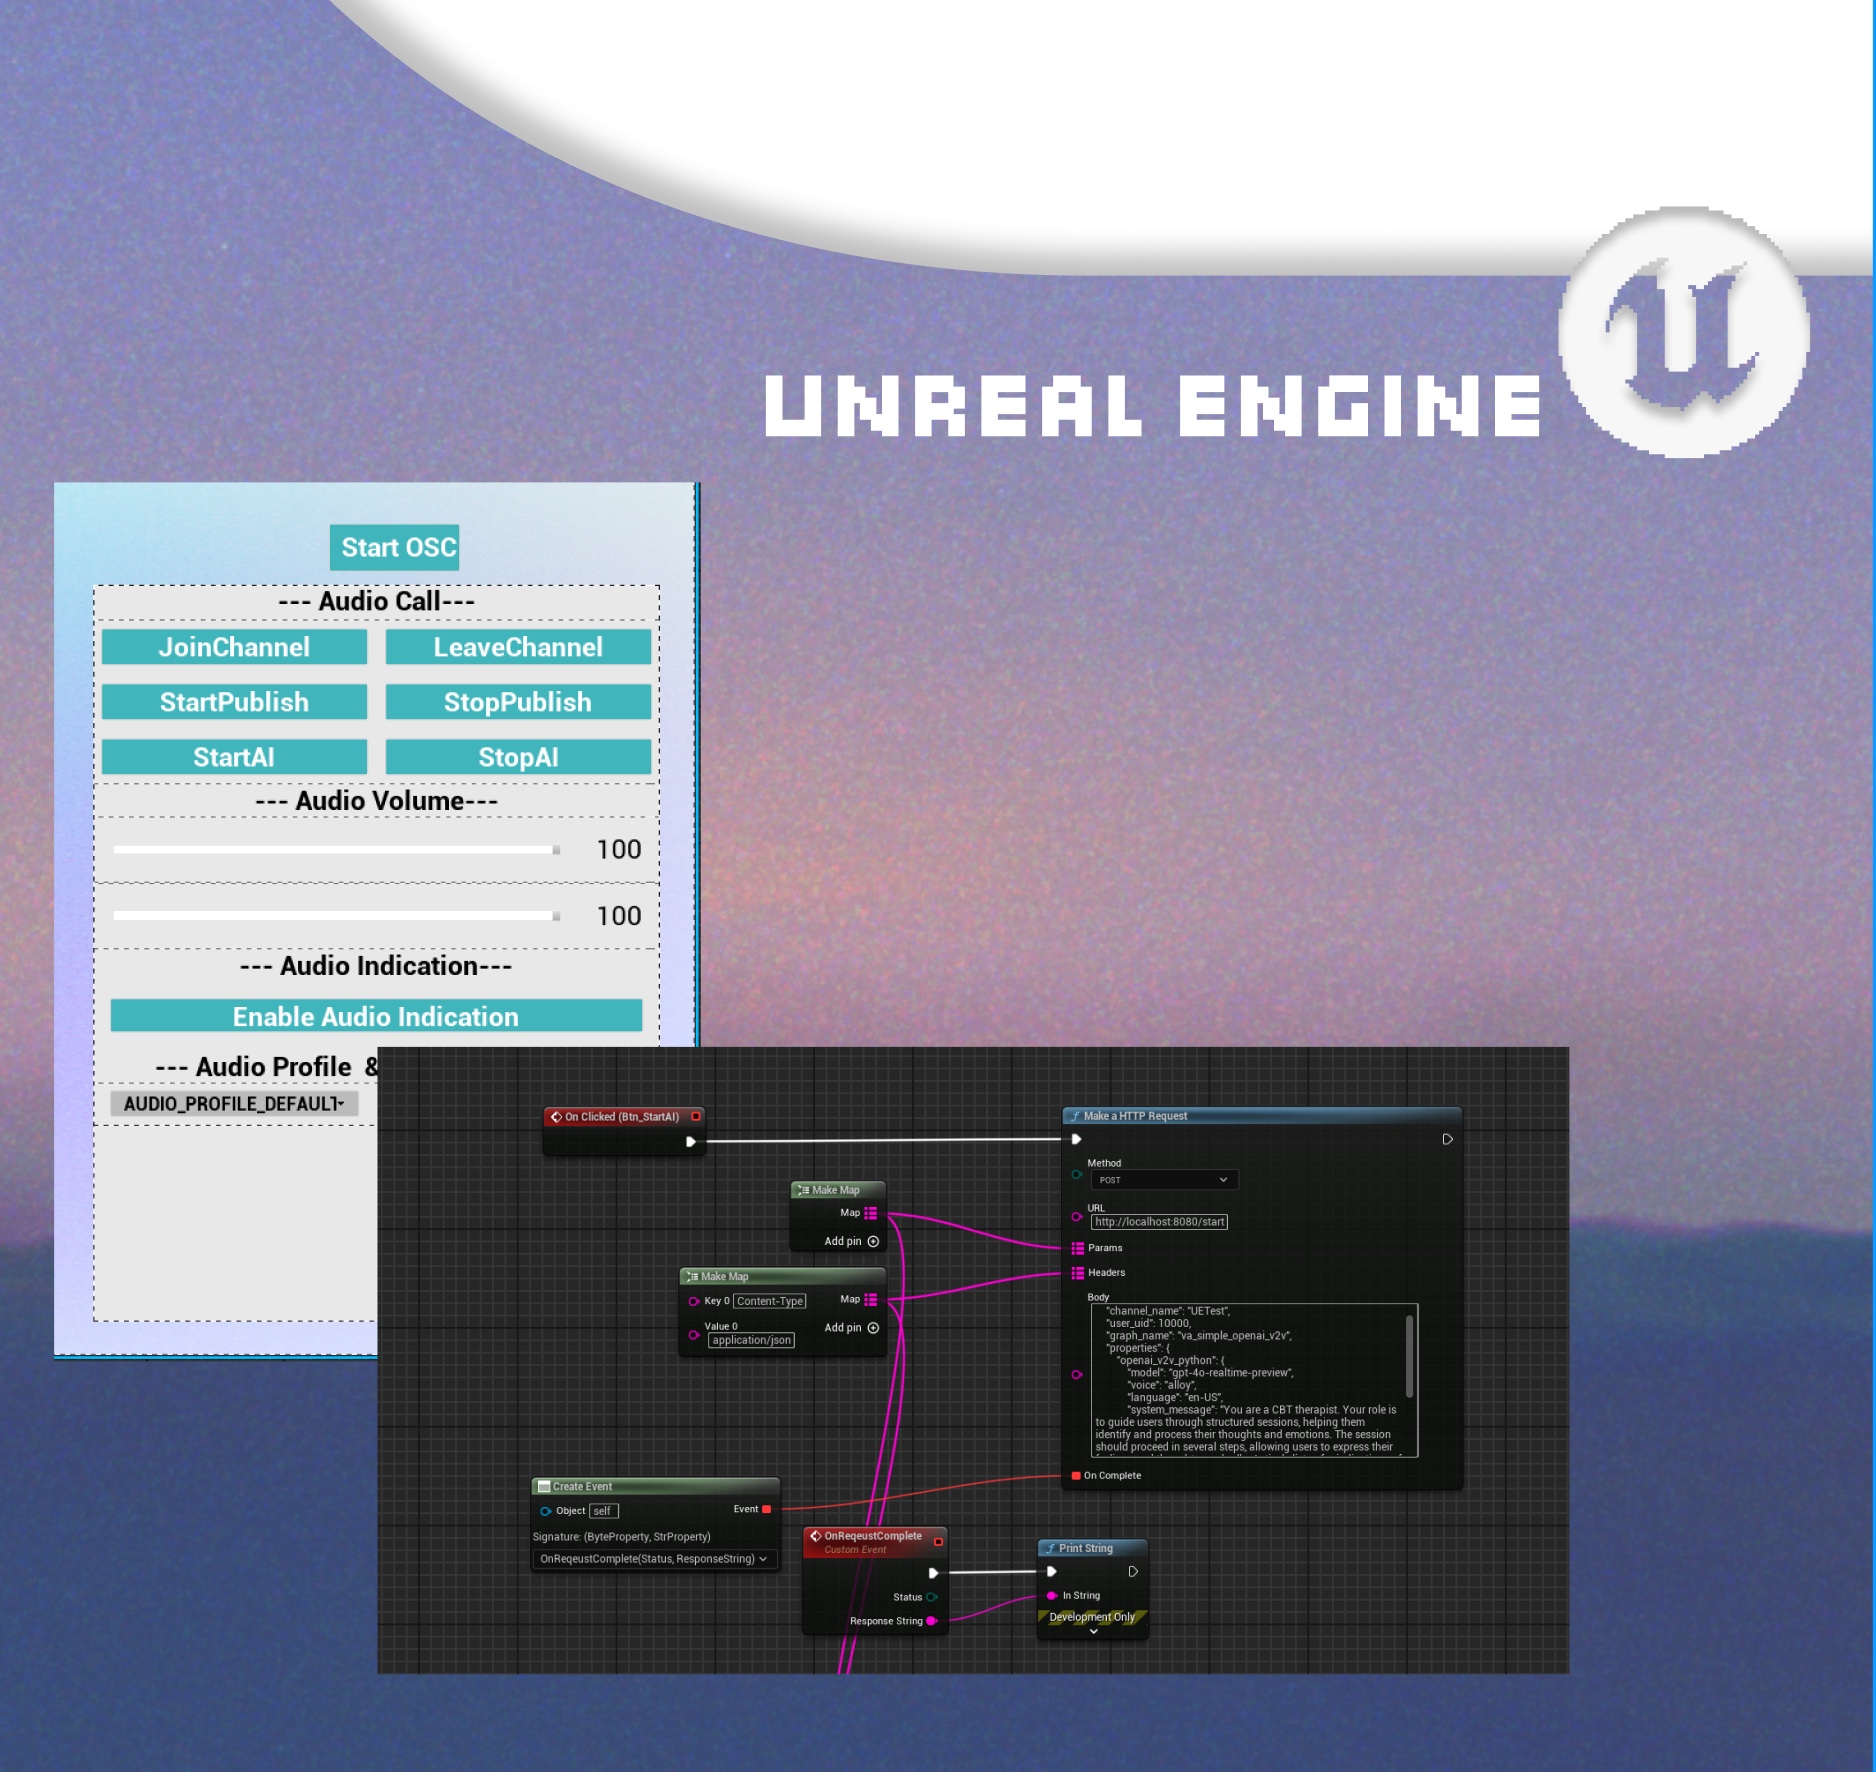 UNREAL ENGINE
Start OSC
--- Audio Call---
JoinChannel
LeaveChannel
StartPublish
StopPublish
StartAI
StopAI
--- Audio Volume---
100
100
--- Audio Indication---
Enable Audio Indication
--- Audio Profile &
AUDIO_PROFILE_DEFAULT
On Clicked (Btn_StartAI)
Make a HTTP Request
Method
POST
URL
http://localhost:8080/start
Params
Headers
Body
"channel_name": "UETest",
"user_uid": 10000,
"graph_name": "va_simple_openai_v2v",
"properties": {
"openai_v2v_python": {
"model": "gpt-4o-realtime-preview",
"voice": "alloy",
"language": "en-US",
"system_message": "You are a CBT therapist. Your role is
to guide users through structured sessions, helping them
identify and process their thoughts and emotions. The session
should proceed in several steps, allowing users to express their
On Complete
Make Map
Map
Add pin
Make Map
Key 0 Content-Type
Map
Value 0
application/json
Add pin
Create Event
Object self
Event
Signature: (ByteProperty, StrProperty)
OnReqeustComplete(Status, ResponseString)
OnReqeustComplete
Custom Event
Status
Response String
Print String
In String
Development Only